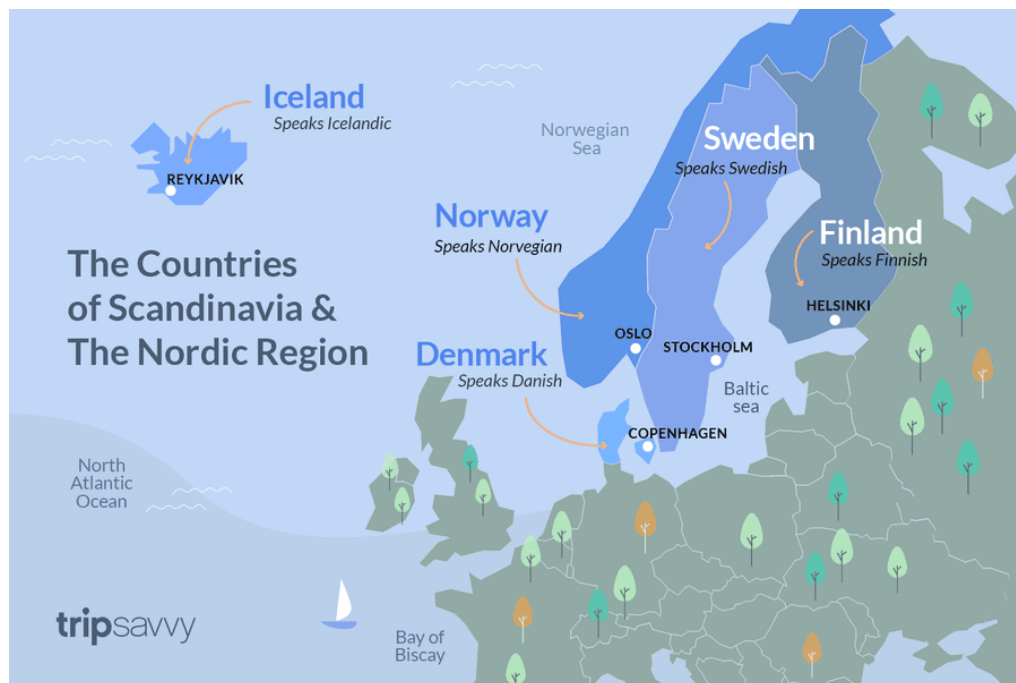 Iceland
Speaks Icelandic
REYKJAVIK
Norwegian
Sea
Sweden
Speaks Swedish
Norway
Speaks Norvegian
Finland
Speaks Finnish
HELSINKI
The Countries
of Scandinavia &
The Nordic Region
OSLO
STOCKHOLM
Denmark
Speaks Danish
Baltic
sea
COPENHAGEN
North
Atlantic
Ocean
tripsavvy
Bay of
Biscay